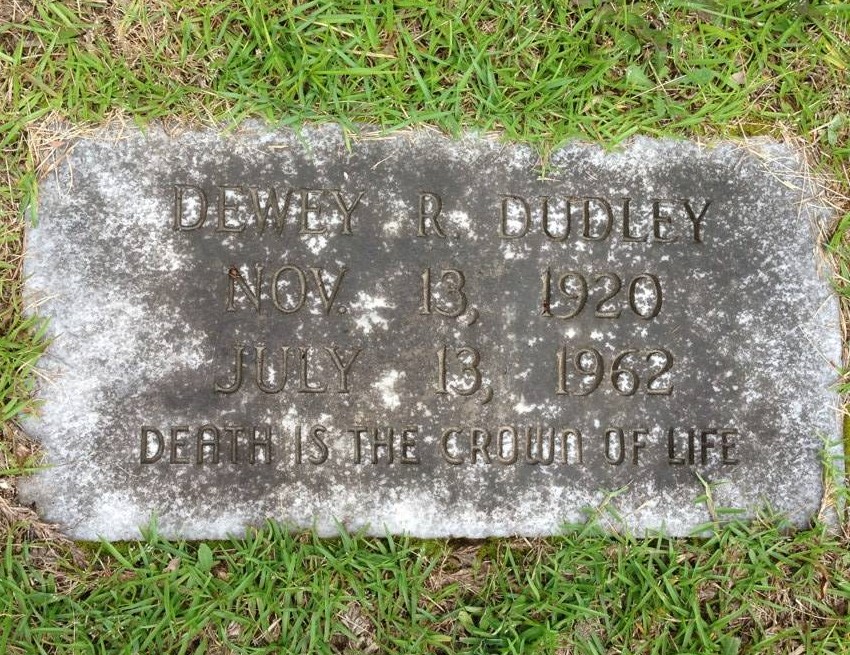 DEWEY R. DUDLEY
NOV. 13, 1920
JULY 13, 1962
DEATH IS THE CROWN OF LIFE